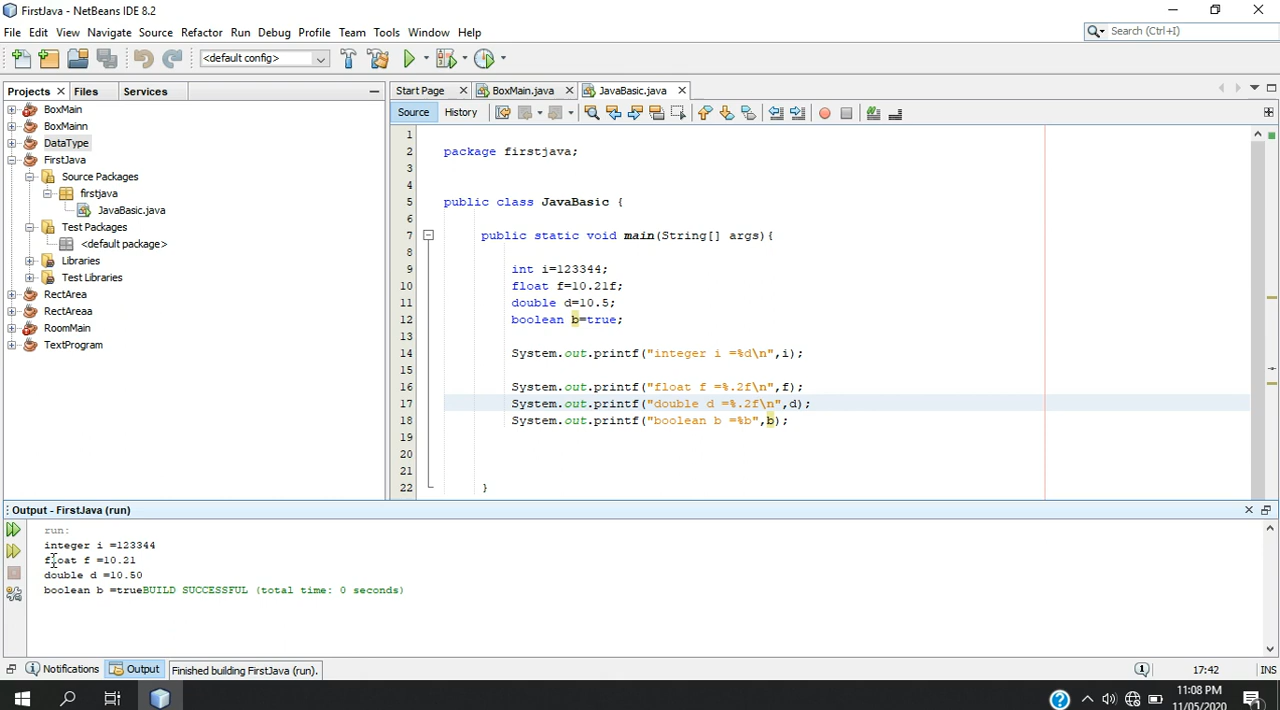 FirstJava - NetBeans IDE 8.2
File Edit View Navigate Source Refactor Run Debug Profile Team Tools Window Help
Search (Ctrl+I)
<default config>
Projects Files Services
Start Page BoxMain.java JavaBasic.java
Source History
BoxMain
BoxMainn
DataType
FirstJava
Source Packages
firstjava
JavaBasic.java
Test Packages
<default package>
Libraries
Test Libraries
RectArea
RectAreaa
RoomMain
TextProgram
1
2 package firstjava;
3
4
5 public class JavaBasic {
6
7 public static void main(String[] args){
8
9 int i=123344;
10 float f=10.21f;
11 double d=10.5;
12 boolean b=true;
13
14 System.out.printf("integer i =%d\n",i);
15
16 System.out.printf("float f =%.2f\n",f);
17 System.out.printf("double d =%.2f\n",d);
18 System.out.printf("boolean b =%b",b);
19
20
21
22 }
Output - FirstJava (run)
run:
integer i =123344
float f =10.21
double d =10.50
boolean b =trueBUILD SUCCESSFUL (total time: 0 seconds)
Notifications Output Finished building FirstJava (run). 1 17:42 INS
11:08 PM
11/05/2020
1